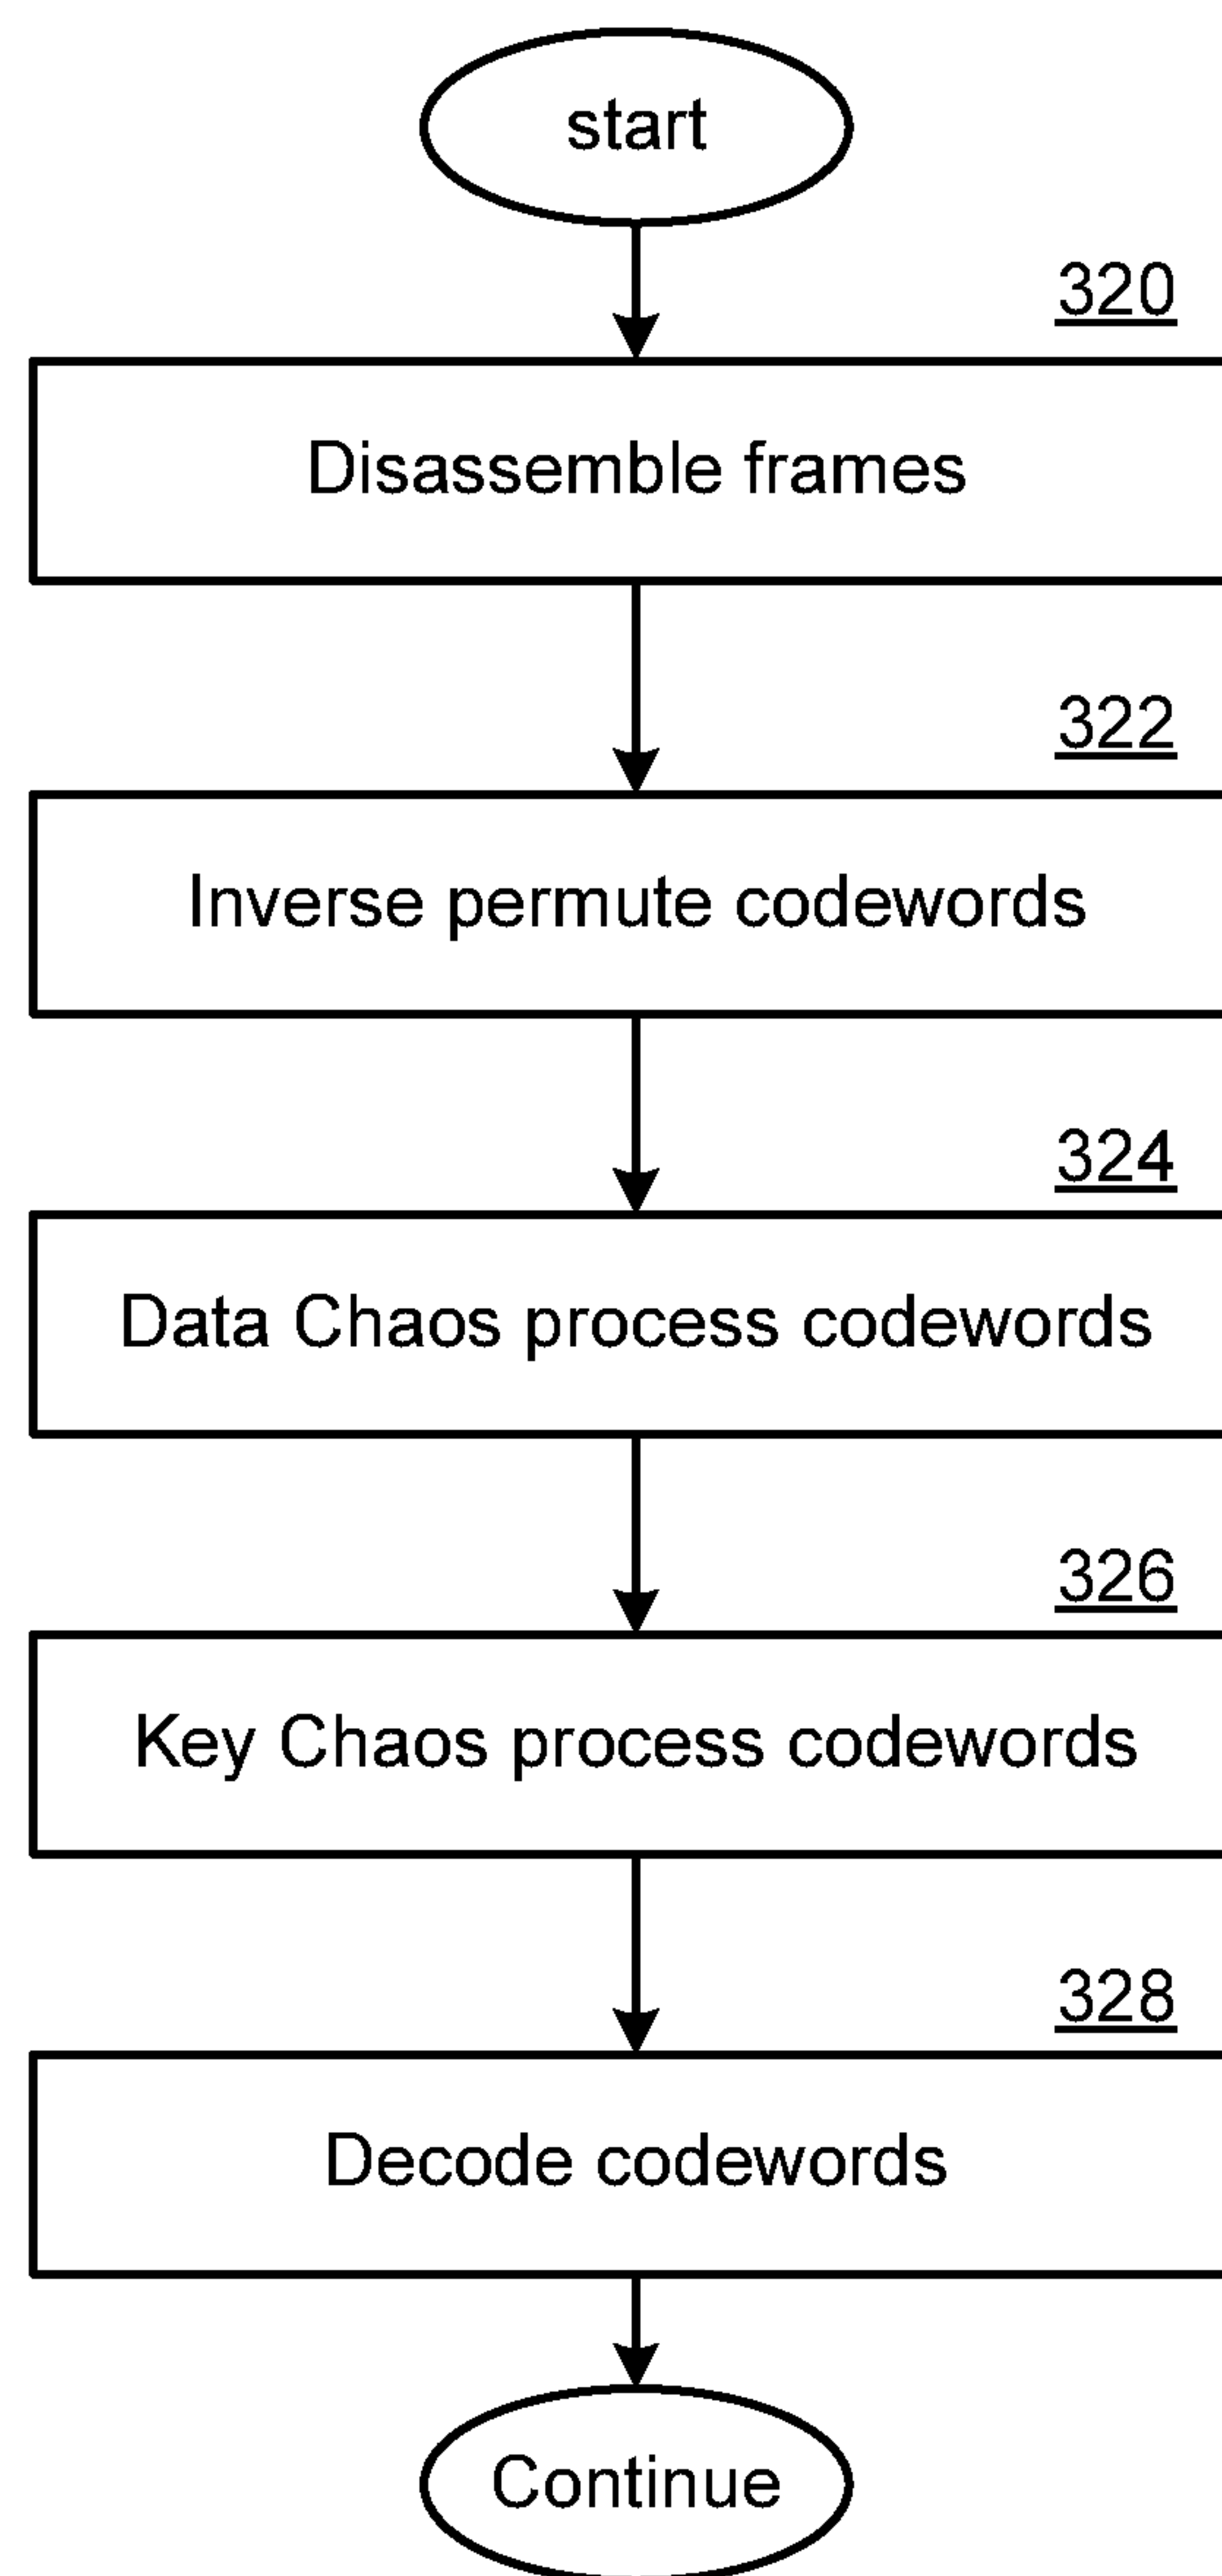 start
320
Disassemble frames
322
Inverse permute codewords
324
Data Chaos process codewords
326
Key Chaos process codewords
328
Decode codewords
Continue